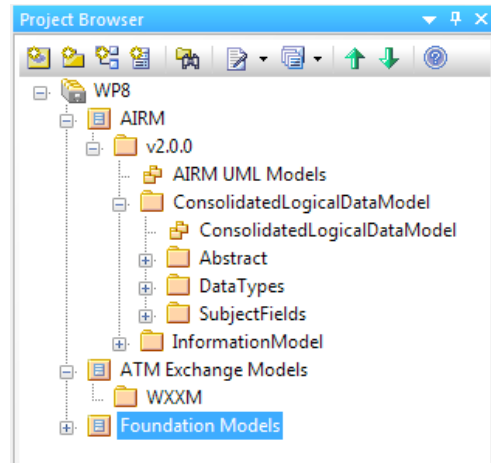 Project Browser
WP8
AIRM
v2.0.0
AIRM UML Models
ConsolidatedLogicalDataModel
ConsolidatedLogicalDataModel
Abstract
DataTypes
SubjectFields
InformationModel
ATM Exchange Models
WXXM
Foundation Models